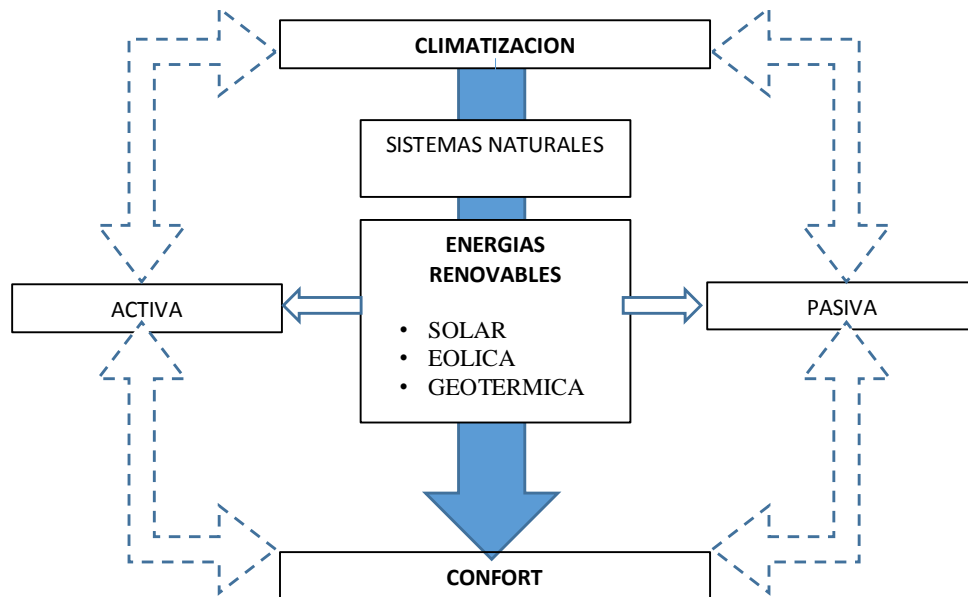 CLIMATIZACION
SISTEMAS NATURALES
ENERGIAS
RENOVABLES
• SOLAR
• EOLICA
• GEOTERMICA
ACTIVA
PASIVA
CONFORT